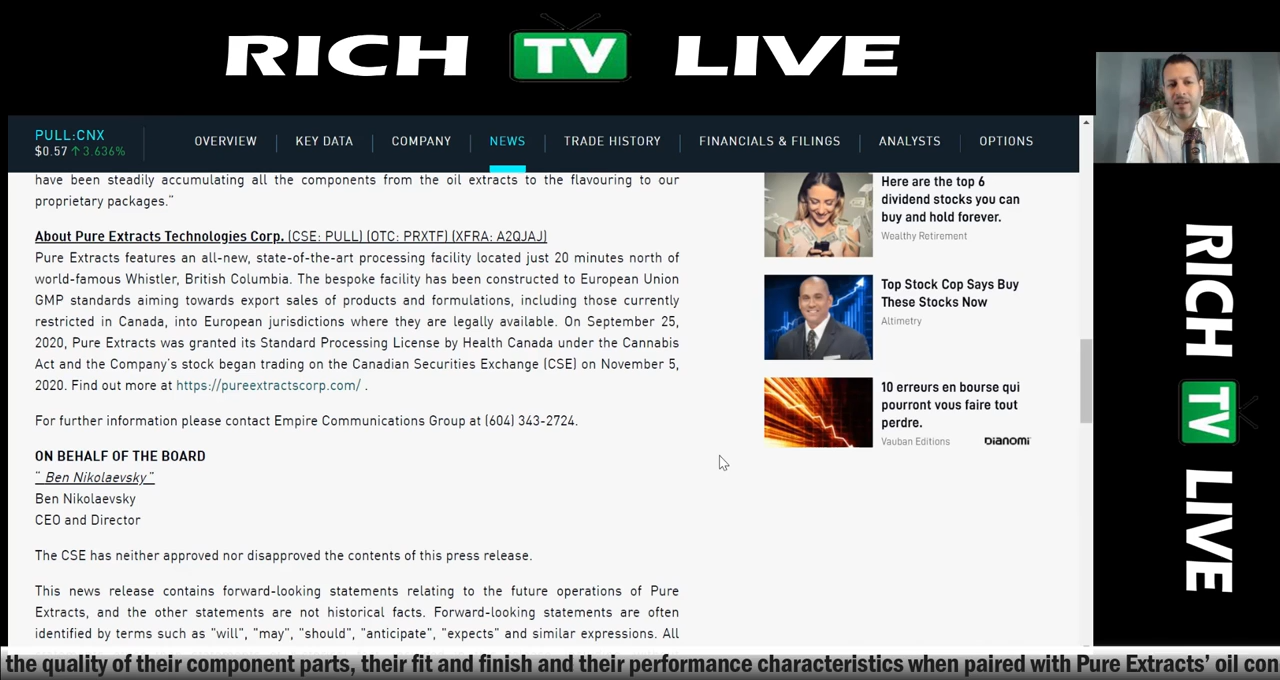 RICH TV LIVE
PULL:CNX
$0.57 ↑ 3.636%
OVERVIEW
KEY DATA
COMPANY
NEWS
TRADE HISTORY
FINANCIALS & FILINGS
ANALYSTS
OPTIONS
have been steadily accumulating all the components from the oil extracts to the flavouring to our
proprietary packages."
About Pure Extracts Technologies Corp. (CSE: PULL) (OTC: PRXTF) (XFRA: A2QJAJ)
Pure Extracts features an all-new, state-of-the-art processing facility located just 20 minutes north of
world-famous Whistler, British Columbia. The bespoke facility has been constructed to European Union
GMP standards aiming towards export sales of products and formulations, including those currently
restricted in Canada, into European jurisdictions where they are legally available. On September 25,
2020, Pure Extracts was granted its Standard Processing License by Health Canada under the Cannabis
Act and the Company's stock began trading on the Canadian Securities Exchange (CSE) on November 5,
2020. Find out more at https://pureextractscorp.com/ .
For further information please contact Empire Communications Group at (604) 343-2724.
ON BEHALF OF THE BOARD
" Ben Nikolaevsky "
Ben Nikolaevsky
CEO and Director
The CSE has neither approved nor disapproved the contents of this press release.
This news release contains forward-looking statements relating to the future operations of Pure
Extracts, and the other statements are not historical facts. Forward-looking statements are often
identified by terms such as "will", "may", "should", "anticipate", "expects" and similar expressions. All
Here are the top 6
dividend stocks you can
buy and hold forever.
Wealthy Retirement
Top Stock Cop Says Buy
These Stocks Now
Altimetry
10 erreurs en bourse qui
pourront vous faire tout
perdre.
Vauban Editions
Dianomi
RICH TV LIVE
the quality of their component parts, their fit and finish and their performance characteristics when paired with Pure Extracts' oil con